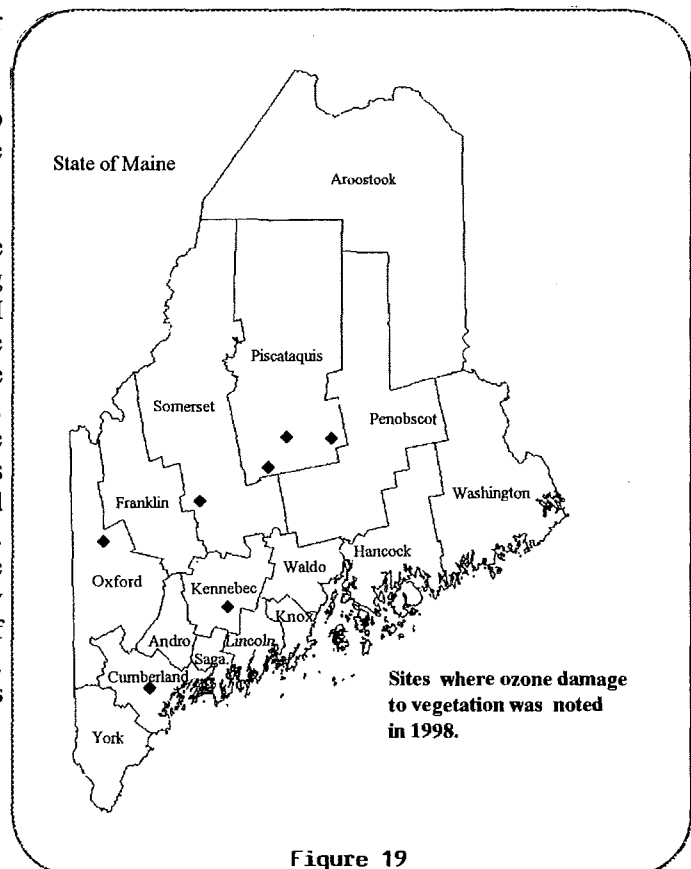 State of Maine
Aroostook
Piscataquis
Somerset
Penobscot
Franklin
Washington
Oxford
Kennebec
Waldo
Hancock
Knox
Andro
Lincoln
Saga.
Cumberland
York
Sites where ozone damage
to vegetation was noted
in 1998.
Figure 19